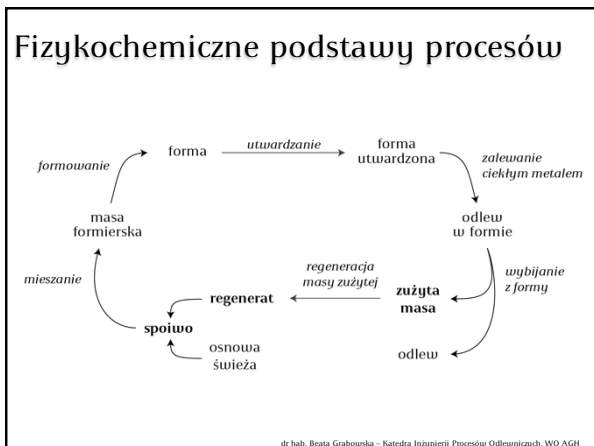 Fizykochemiczne podstawy procesów
forma
utwardzanie
forma
utwardzona
formowanie
zalewanie
ciekłym metalem
masa
formierska
odlew
w formie
mieszanie
regeneracja
masy zużytej
wybijanie
z formy
regenerat
zużyta
masa
spoiwo
osnowa
świeża
odlew
dr hab. Beata Grabowska – Katedra Inżynierii Procesów Odlewniczych, WO AGH